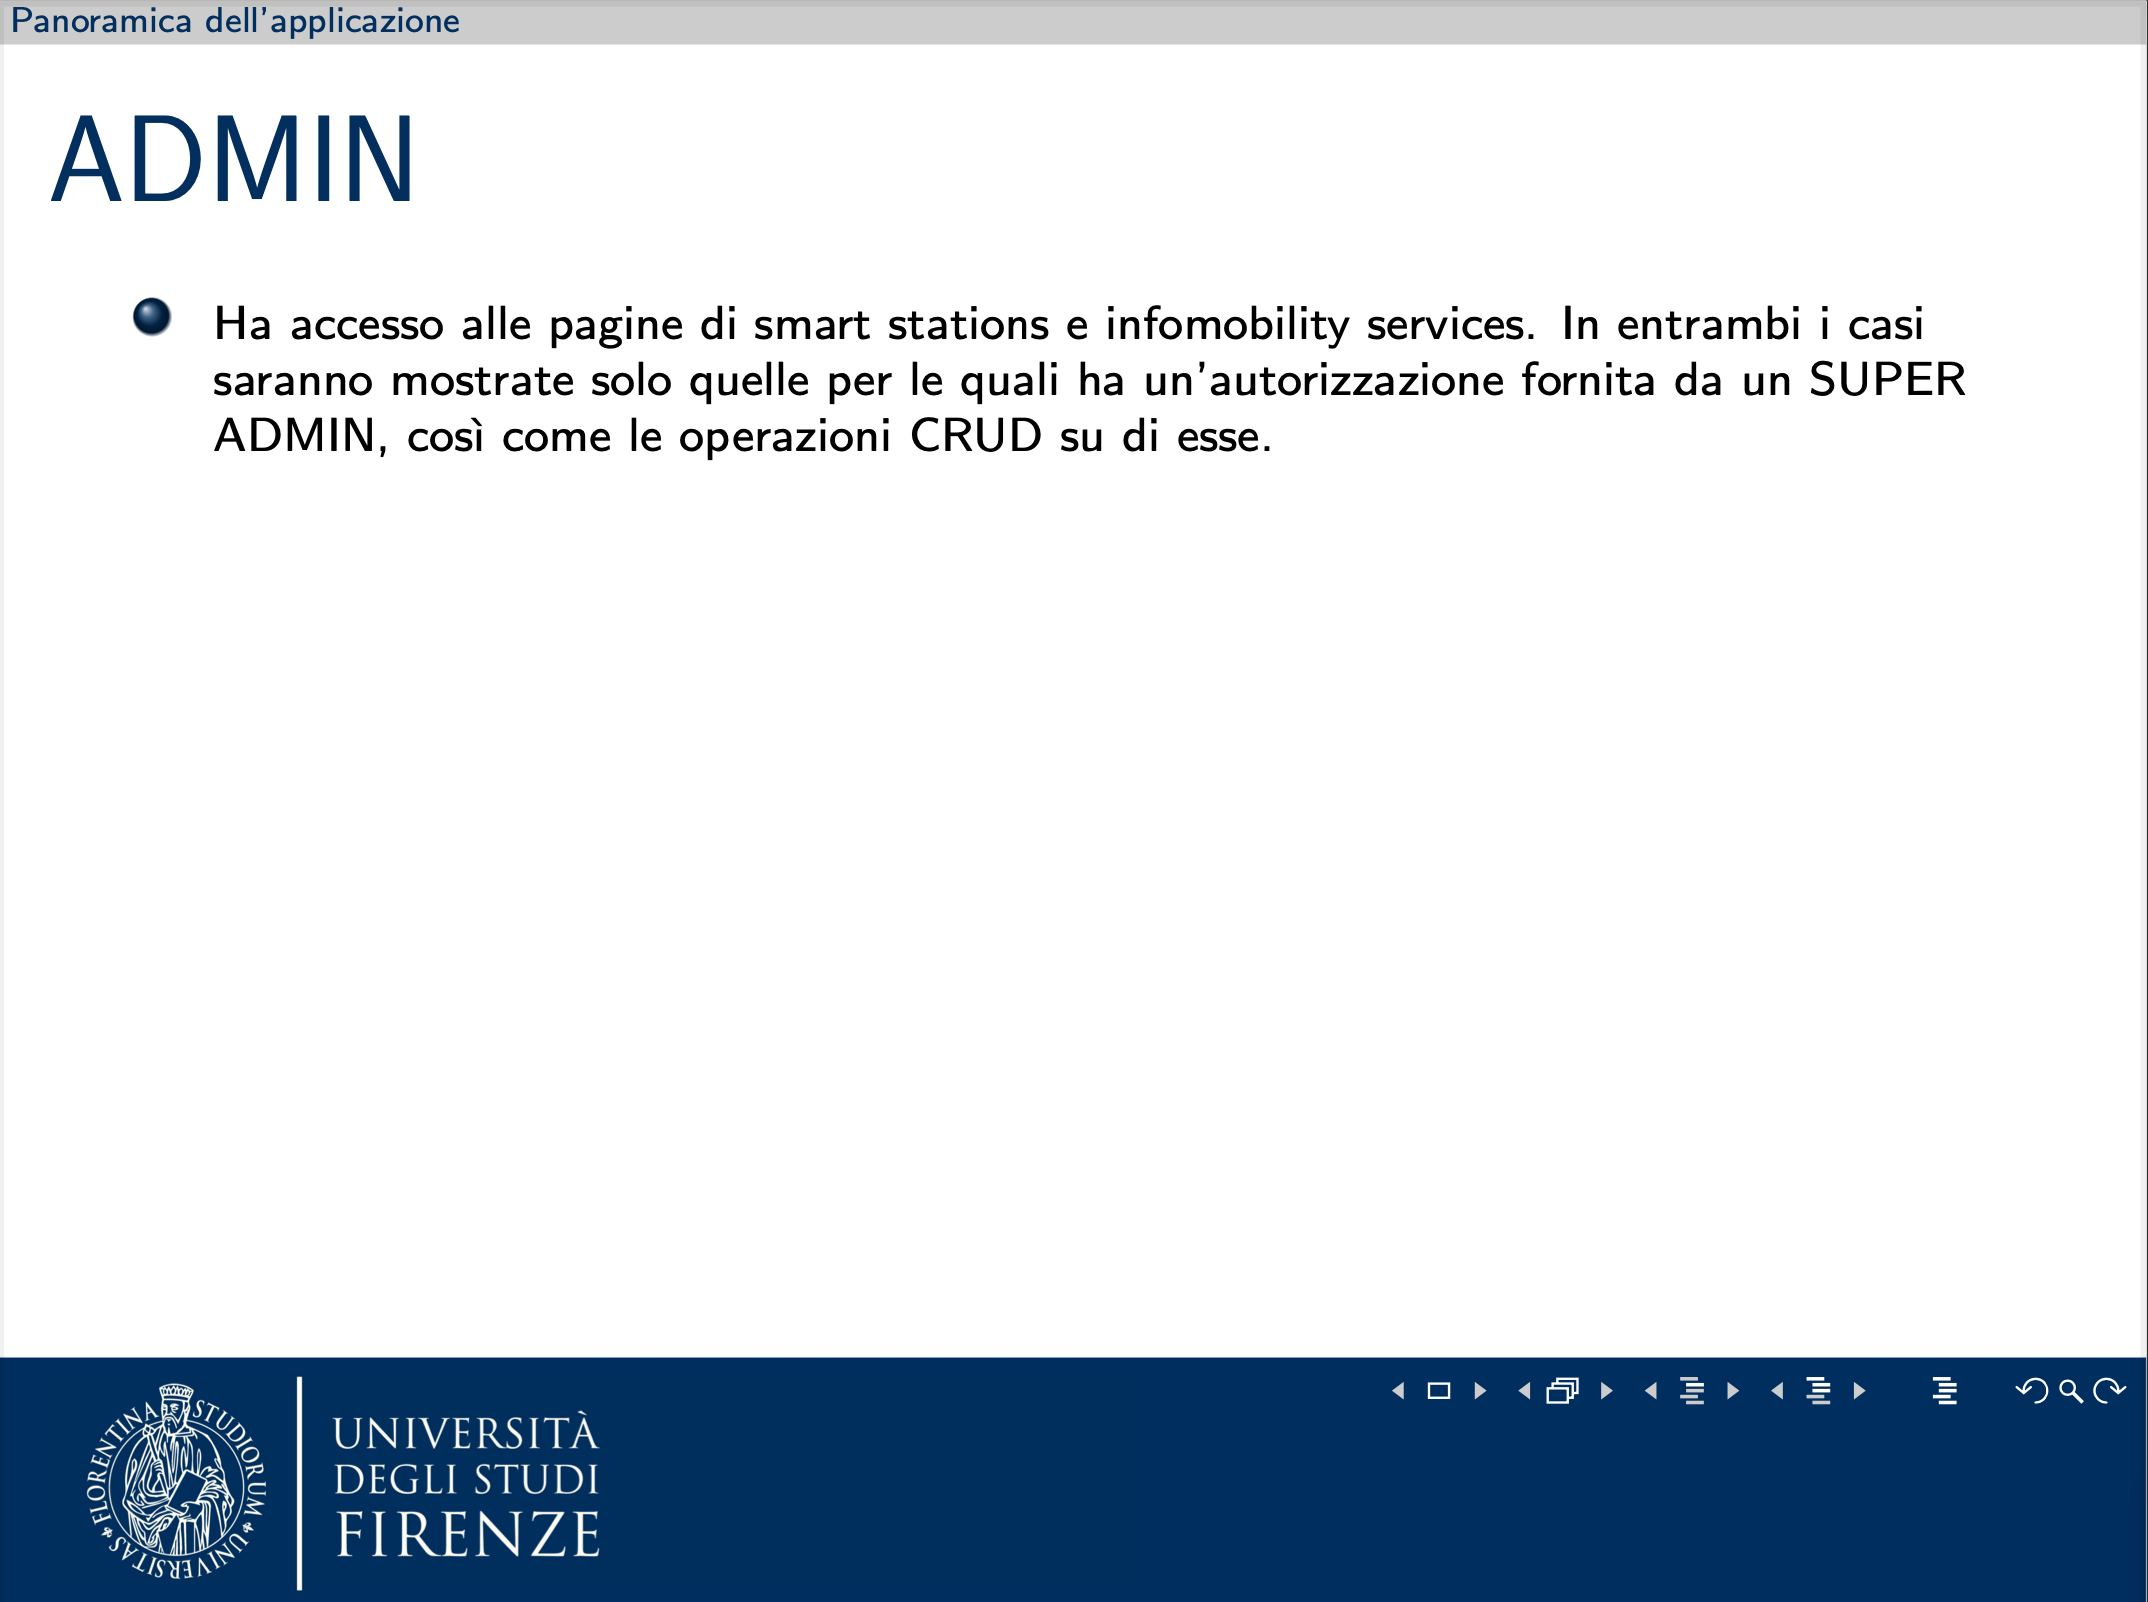 Panoramica dell'applicazione
ADMIN
Ha accesso alle pagine di smart stations e infomobility services. In entrambi i casi
saranno mostrate solo quelle per le quali ha un'autorizzazione fornita da un SUPER
ADMIN, così come le operazioni CRUD su di esse.
FLORENTINA STUDIORUM UNIVERSITAS
UNIVERSITÀ
DEGLI STUDI
FIRENZE